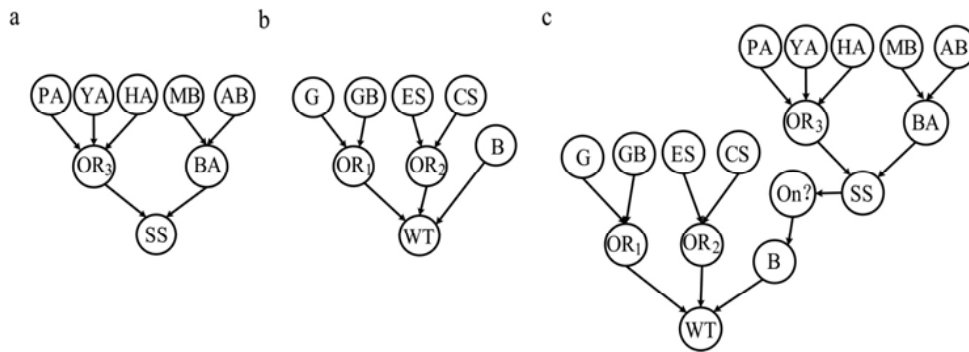 a
b
c
PA YA HA MB AB
OR3 BA
SS
G GB ES CS
B
OR1 OR2
WT
PA YA HA MB AB
OR3 BA
G GB ES CS
On? SS
OR1 OR2 B
WT